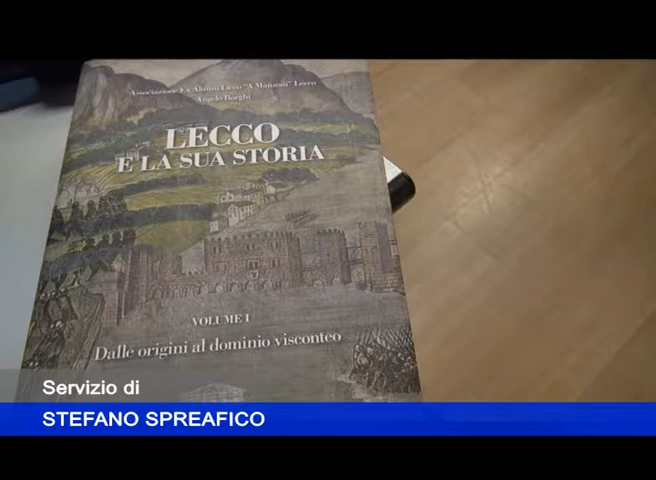 Associazione Ex Alunni Liceo "A Manzoni" Lecco
Angelo Borghi
LECCO
E LA SUA STORIA
VOLUME I
Dalle origini al dominio visconteo
Servizio di
STEFANO SPREAFICO